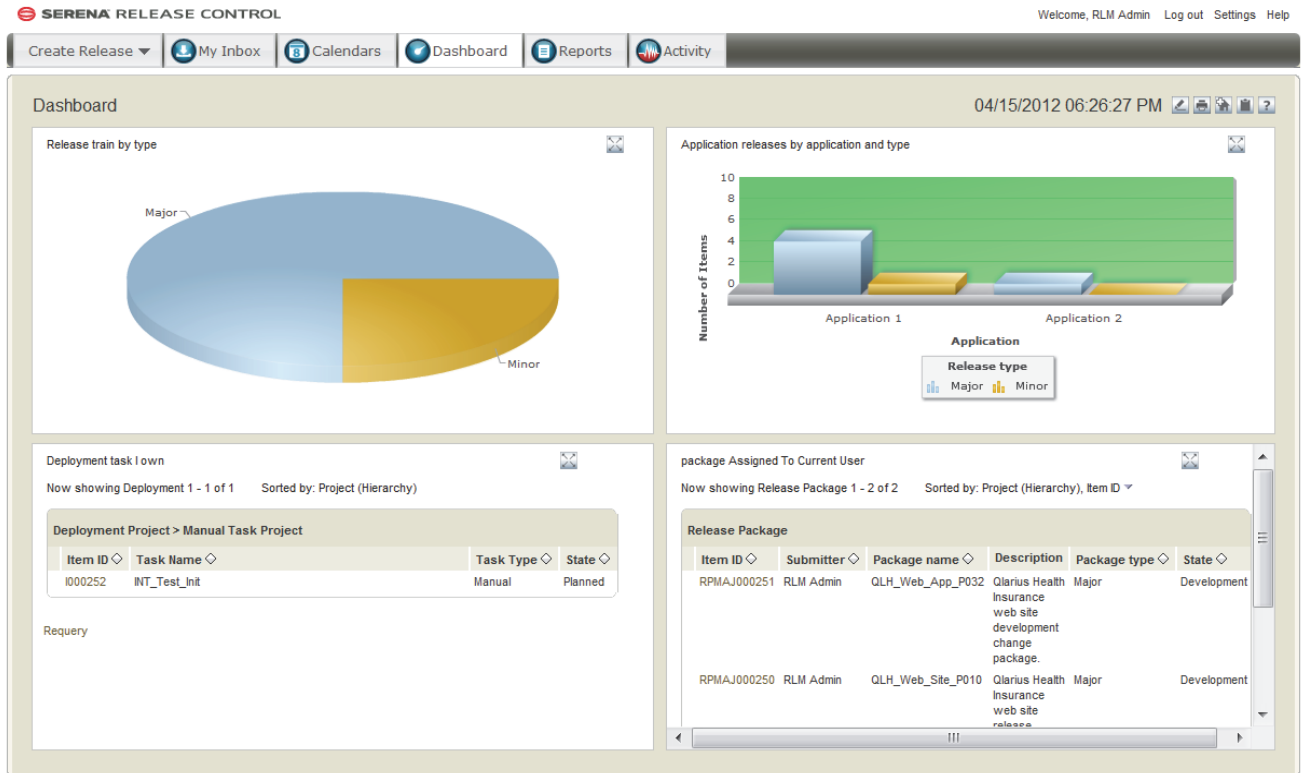 SERENA RELEASE CONTROL
Welcome, RLM Admin Log out Settings Help
Create Release My Inbox 8 Calendars Dashboard Reports Activity
Dashboard
04/15/2012 06:26:27 PM ?
Release train by type
Major
Minor
Application releases by application and type
10
8
6
4
2
0
Number of Items
Application 1 Application 2
Application
Release type
Major Minor
Deployment task I own
Now showing Deployment 1 - 1 of 1 Sorted by: Project (Hierarchy)
Deployment Project > Manual Task Project
Item ID Task Name Task Type State
I000252 INT_Test_Init Manual Planned
Requery
package Assigned To Current User
Now showing Release Package 1 - 2 of 2 Sorted by: Project (Hierarchy), Item ID
Release Package
Item ID Submitter Package name Description Package type State
RPMAJ000251 RLM Admin QLH_Web_App_P032 Qlarius Health Major Development
Insurance
web site
development
change
package.
RPMAJ000250 RLM Admin QLH_Web_Site_P010 Qlarius Health Major Development
Insurance
web site
release